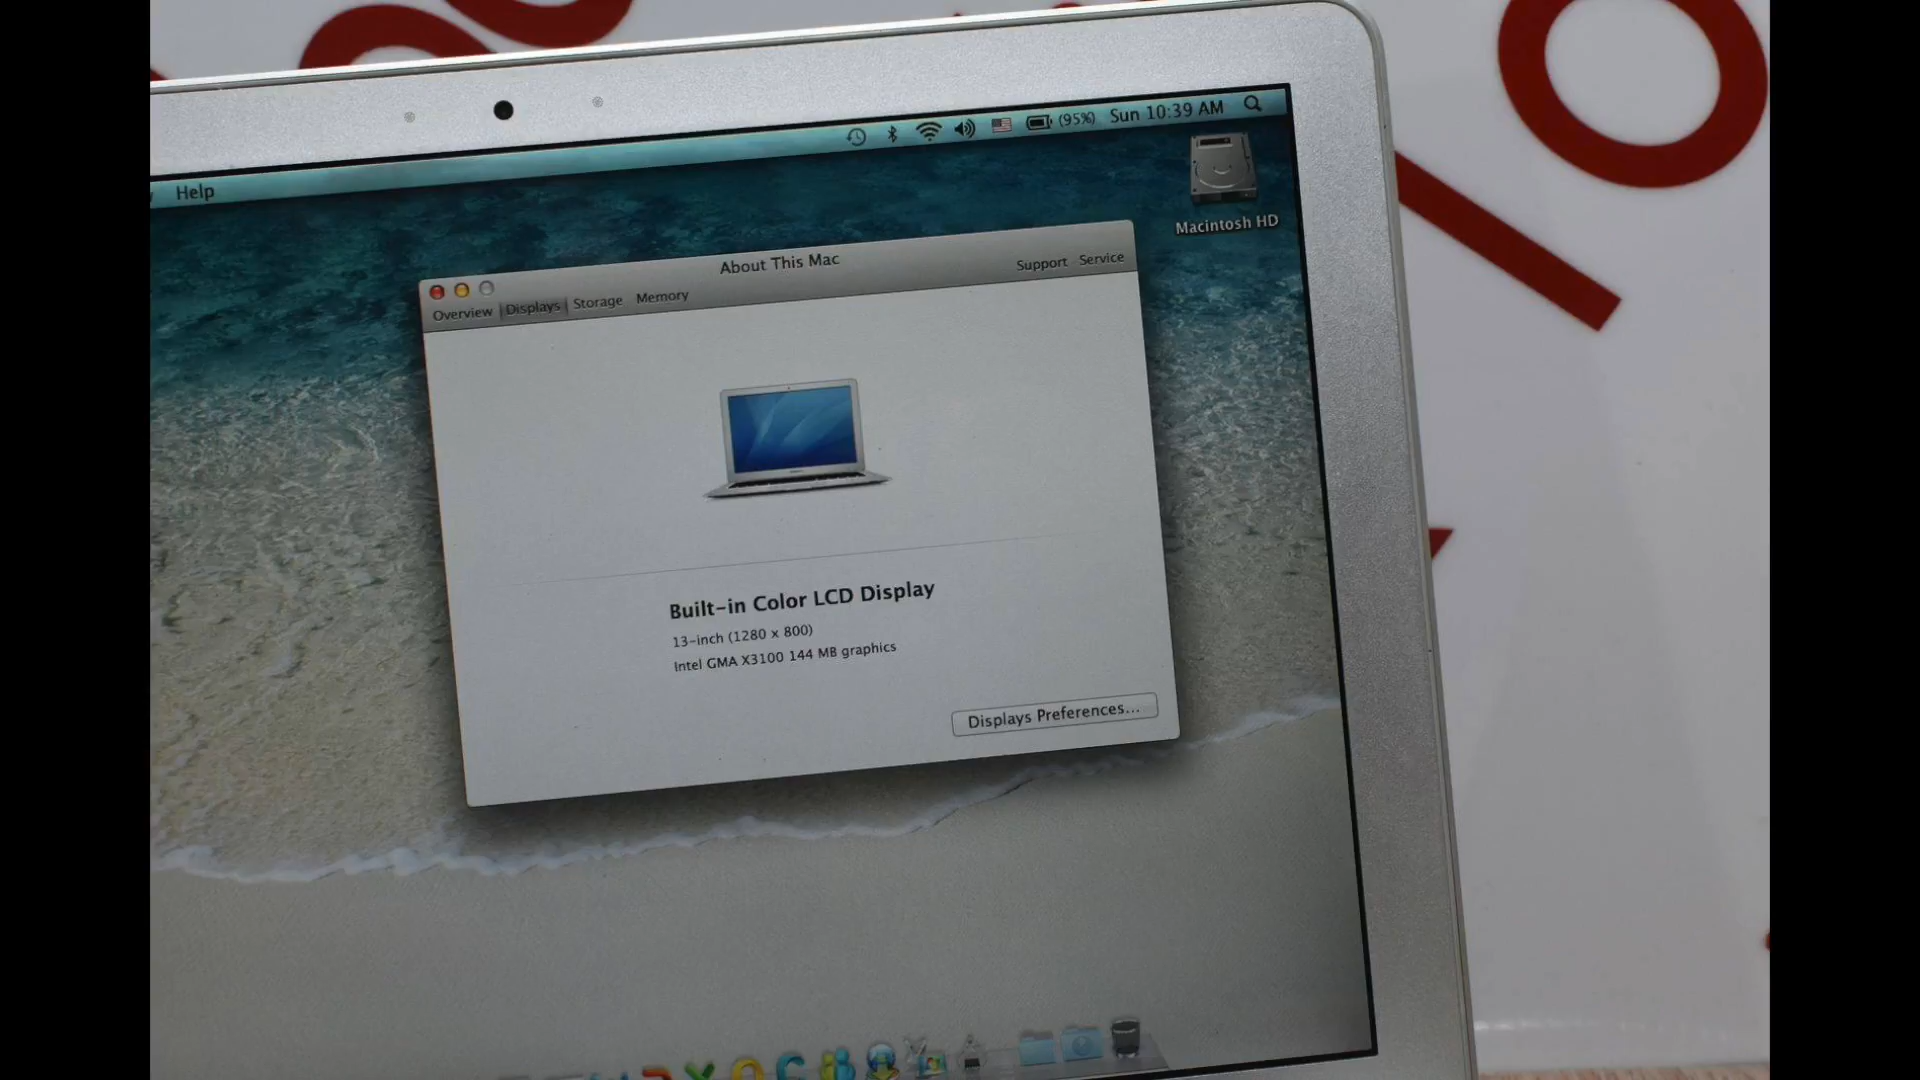 Help
(95%) Sun 10:39 AM
Macintosh HD
About This Mac
Overview Displays Storage Memory
Support Service
Built-in Color LCD Display
13-inch (1280 x 800)
Intel GMA X3100 144 MB graphics
Displays Preferences...